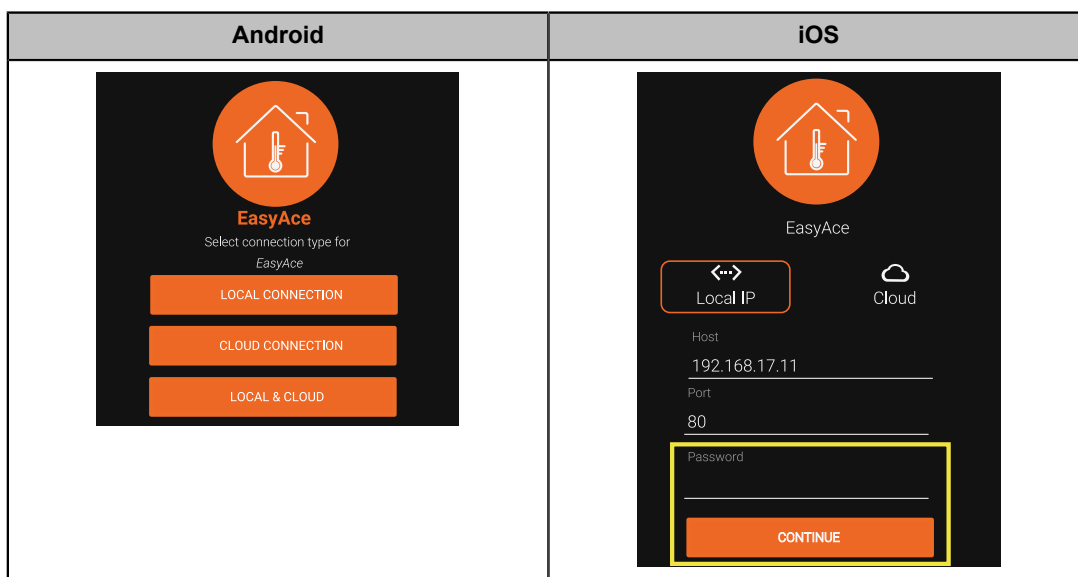 Android
iOS
EasyAce
Select connection type for
EasyAce
LOCAL CONNECTION
CLOUD CONNECTION
LOCAL & CLOUD
EasyAce
Local IP
Cloud
Host
192.168.17.11
Port
80
Password
CONTINUE